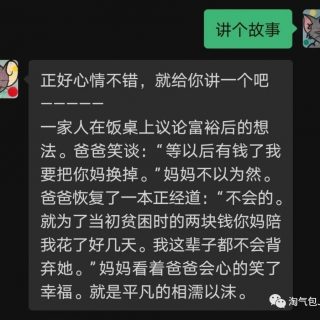 讲个故事
正好心情不错，就给你讲一个吧
—————
一家人在饭桌上议论富裕后的想
法。爸爸笑谈：“等以后有钱了我
要把你妈换掉。”妈妈不以为然。
爸爸恢复了一本正经道：“不会的。
就为了当初贫困时的两块钱你妈陪
我花了好几天。我这辈子都不会背
弃她。”妈妈看着爸爸会心的笑了
幸福。就是平凡的相濡以沫。
淘气包_